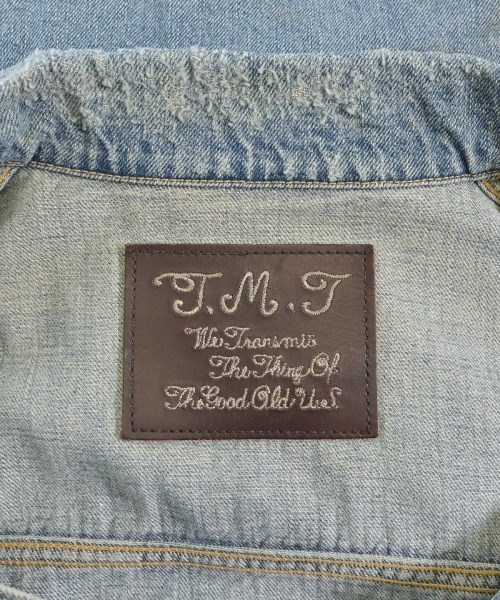 T.M.T
We Transmit
The Thing Of
The Good Old U.S.